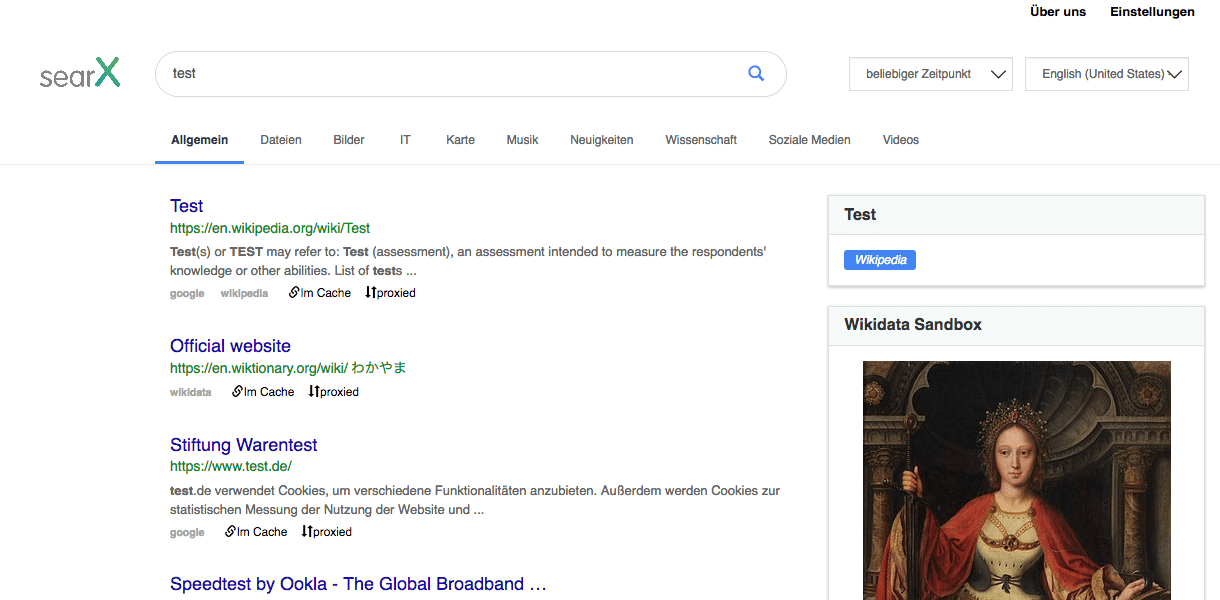 Über uns Einstellungen
searX
test
beliebiger Zeitpunkt
English (United States)
Allgemein Dateien Bilder IT Karte Musik Neuigkeiten Wissenschaft Soziale Medien Videos
Test
https://en.wikipedia.org/wiki/Test
Test(s) or TEST may refer to: Test (assessment), an assessment intended to measure the respondents'
knowledge or other abilities. List of tests ...
google wikipedia Im Cache proxied
Official website
https://en.wiktionary.org/wiki/ わかやま
wikidata Im Cache proxied
Stiftung Warentest
https://www.test.de/
test.de verwendet Cookies, um verschiedene Funktionalitäten anzubieten. Außerdem werden Cookies zur
statistischen Messung der Nutzung der Website und ...
google Im Cache proxied
Speedtest by Ookla - The Global Broadband …
Test
Wikipedia
Wikidata Sandbox